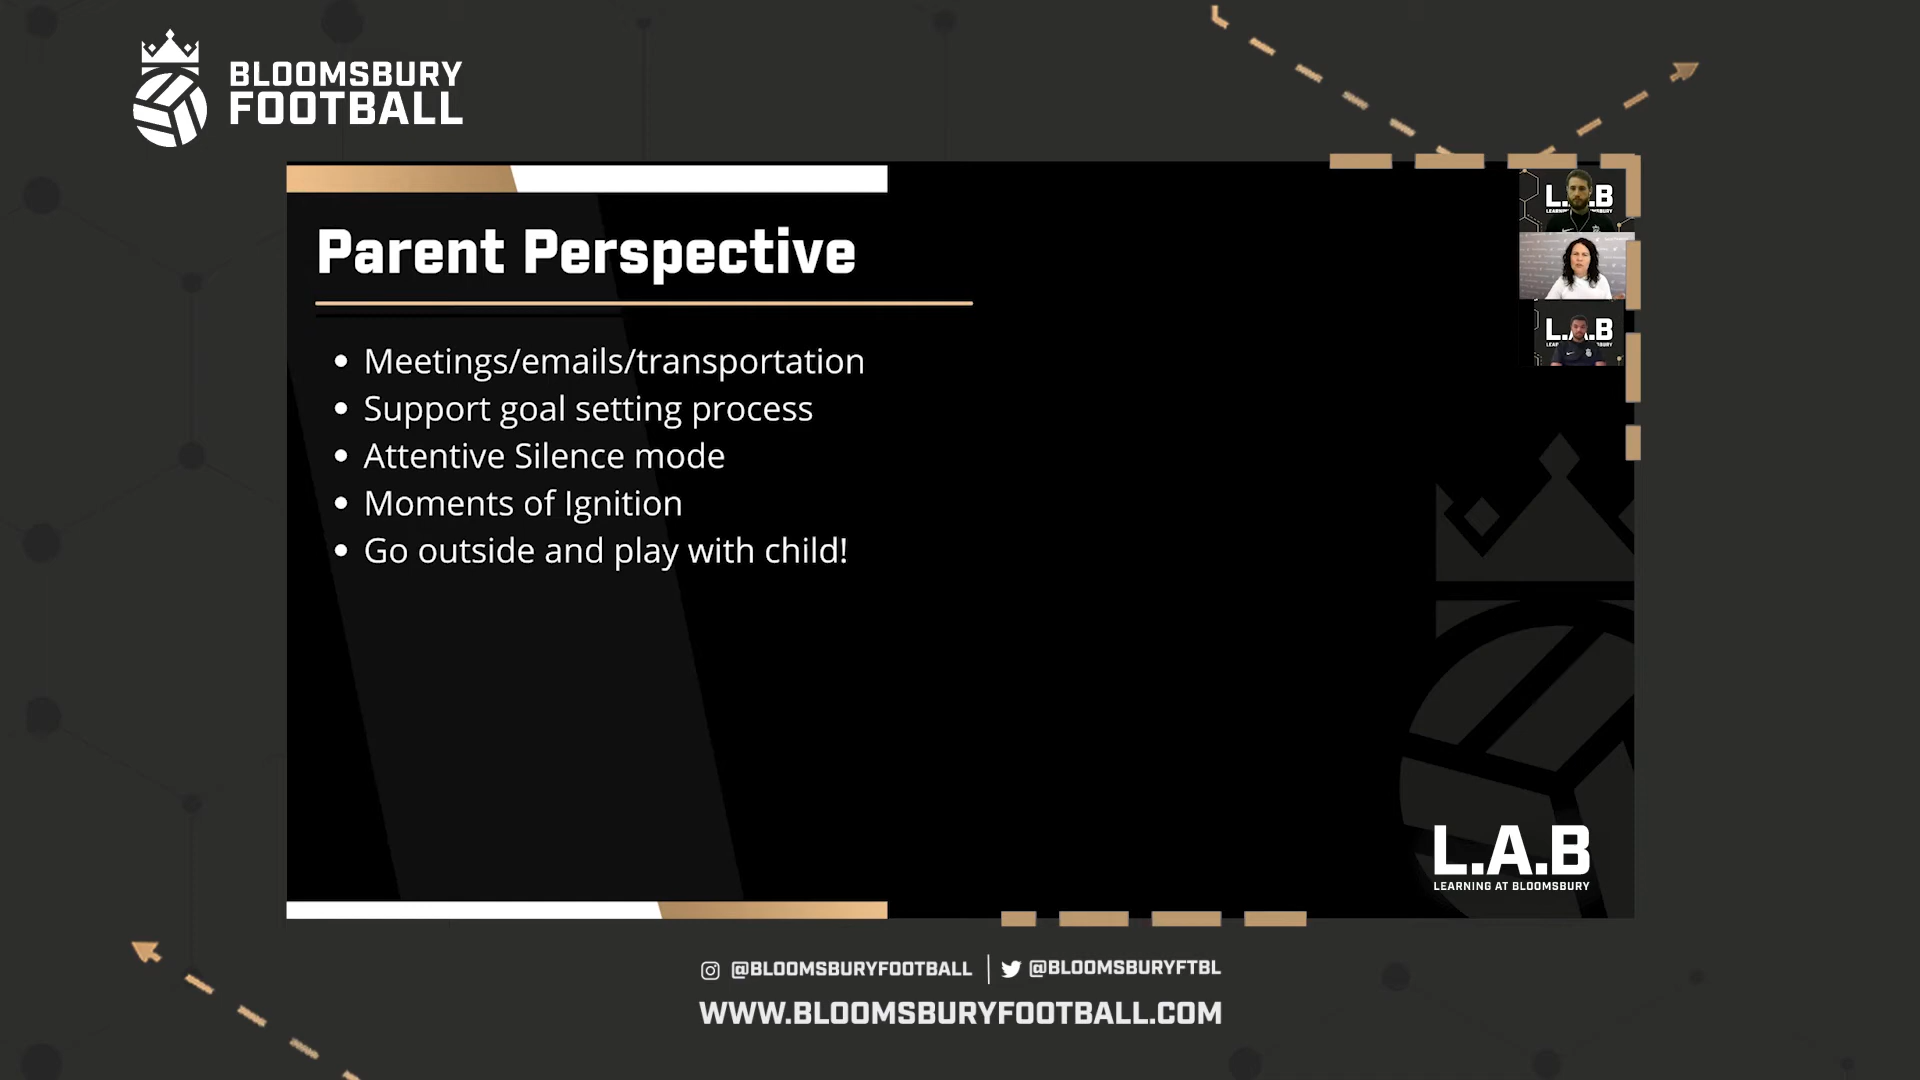 BLOOMSBURY
FOOTBALL
Parent Perspective
• Meetings/emails/transportation
• Support goal setting process
• Attentive Silence mode
• Moments of Ignition
• Go outside and play with child!
L.A.B
LEARNING AT BLOOMSBURY
@BLOOMSBURYFOOTBALL | @BLOOMSBURYFTBL
WWW.BLOOMSBURYFOOTBALL.COM